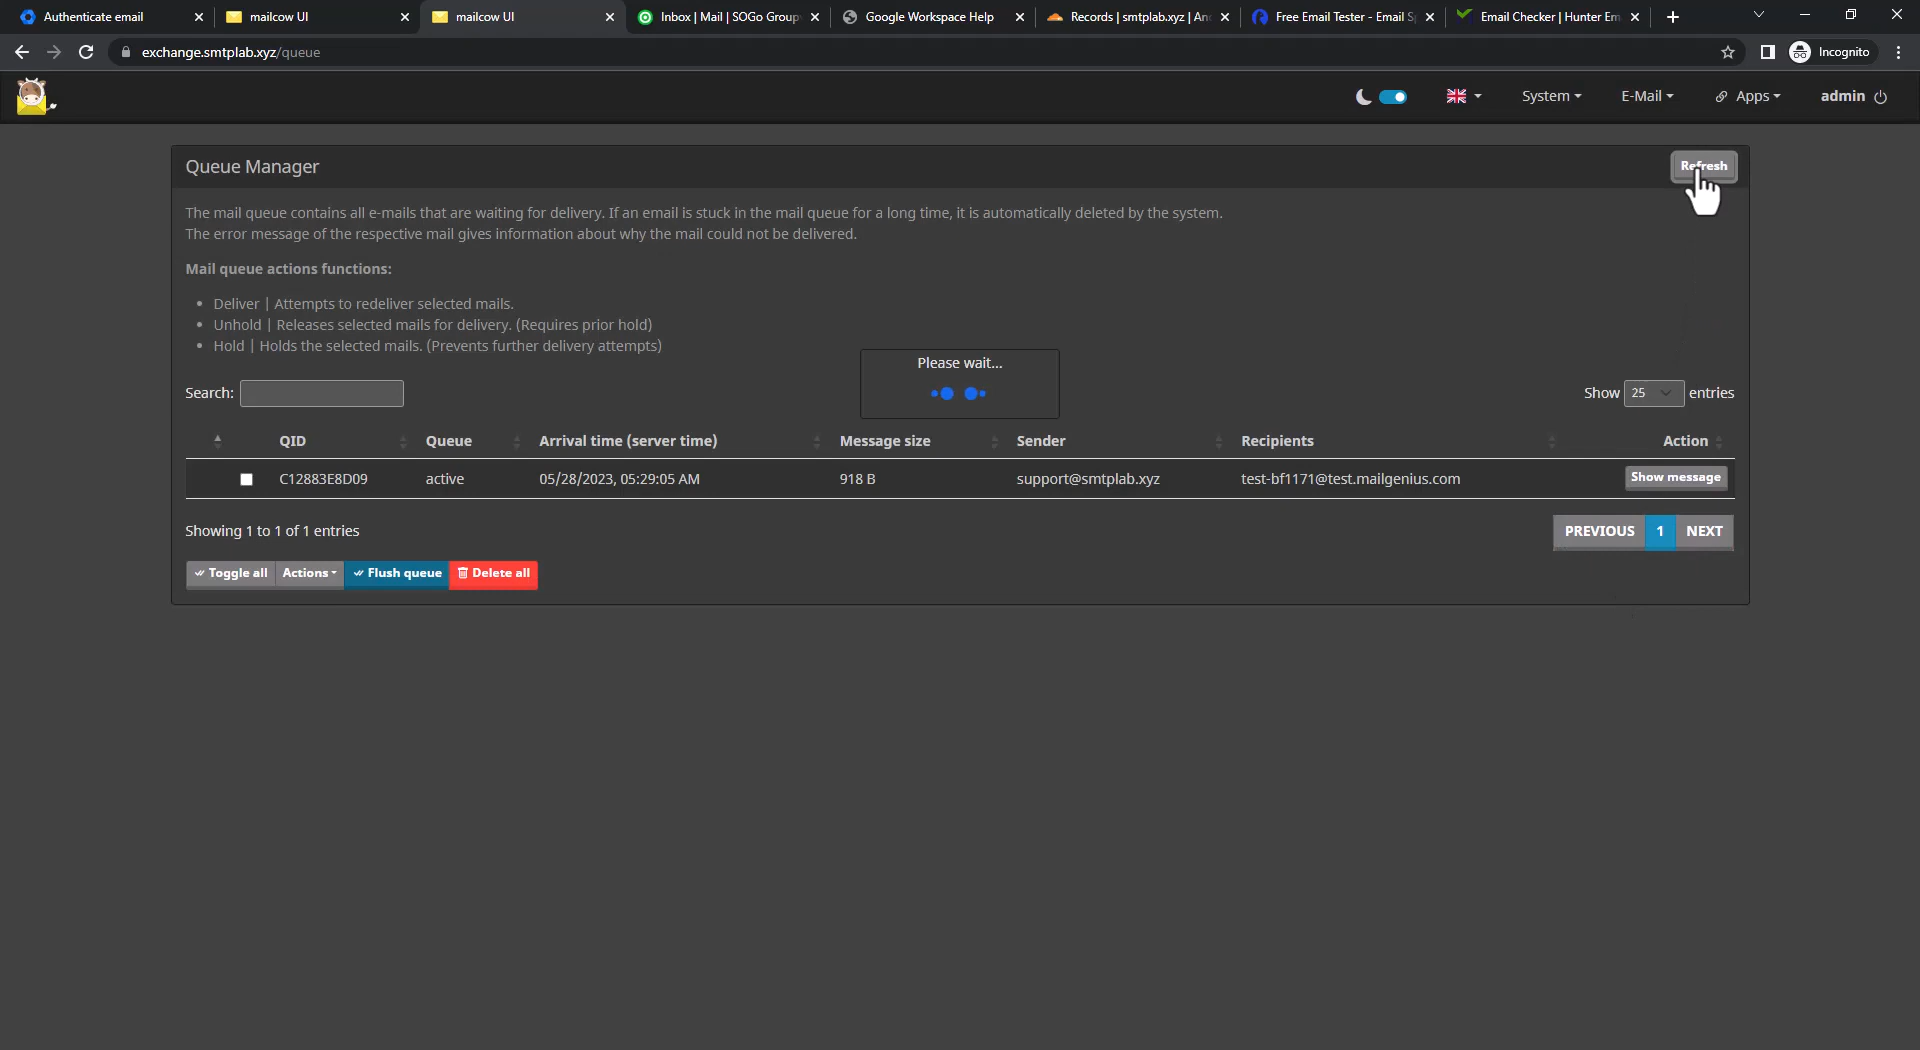 Authenticate email
mailcow UI
mailcow UI
Inbox | Mail | SOGo Group
Google Workspace Help
Records | smtplab.xyz | An
Free Email Tester - Email S
Email Checker | Hunter Em
exchange.smtplab.xyz/queue
Incognito
System
E-Mail
Apps
admin
Queue Manager
Refresh
The mail queue contains all e-mails that are waiting for delivery. If an email is stuck in the mail queue for a long time, it is automatically deleted by the system.
The error message of the respective mail gives information about why the mail could not be delivered.
Mail queue actions functions:
• Deliver | Attempts to redeliver selected mails.
• Unhold | Releases selected mails for delivery. (Requires prior hold)
• Hold | Holds the selected mails. (Prevents further delivery attempts)
Please wait...
Search:
Show 25 entries
QID Queue Arrival time (server time) Message size Sender Recipients Action
C12883E8D09 active 05/28/2023, 05:29:05 AM 918 B support@smtplab.xyz test-bf1171@test.mailgenius.com Show message
Showing 1 to 1 of 1 entries
PREVIOUS 1 NEXT
Toggle all Actions Flush queue Delete all